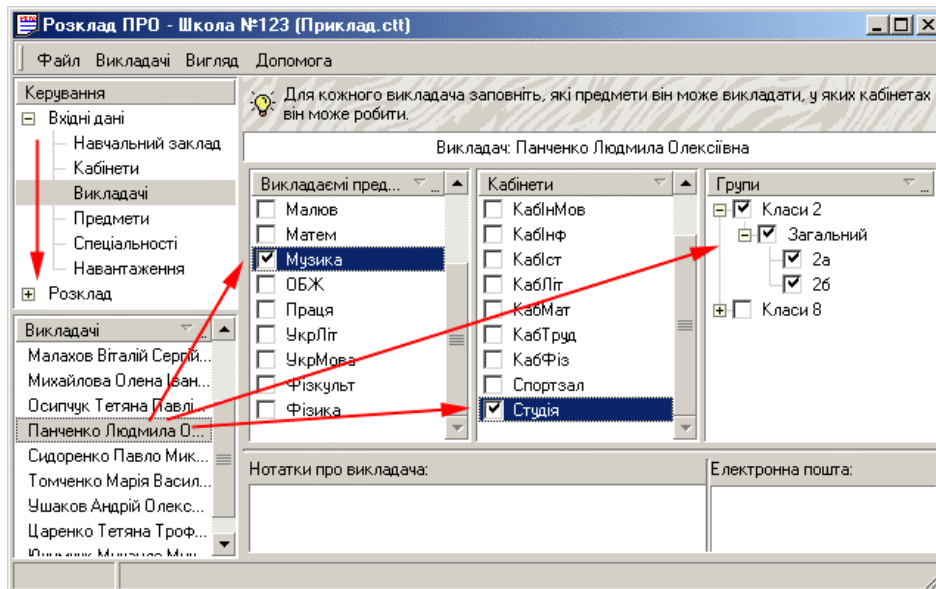 Розклад ПРО - Школа №123 (Приклад.ctt)
Файл Викладачі Вигляд Допомога
Керування
Вхідні дані
Навчальний заклад
Кабінети
Викладачі
Предмети
Спеціальності
Навантаження
Розклад
Викладачі
Малахов Віталій Сергій...
Михайлова Олена Іван...
Осипчук Тетяна Павлі...
Панченко Людмила О...
Сидоренко Павло Мик...
Томченко Марія Васил...
Ушаков Андрій Олекс...
Царенко Тетяна Троф...
Для кожного викладача заповніть, які предмети він може викладати, у яких кабінетах
він може робити.
Викладач: Панченко Людмила Олексіївна
Викладаємі пред...
Малюв
Матем
Музика
ОБЖ
Праця
УкрЛіт
УкрМова
Фізкульт
Фізика
Кабінети
КабІнМов
КабІнф
КабІст
КабЛіт
КабМат
КабТруд
КабФіз
Спортзал
Студія
Групи
Класи 2
Загальний
2а
2б
Класи 8
Нотатки про викладача:
Електронна пошта: